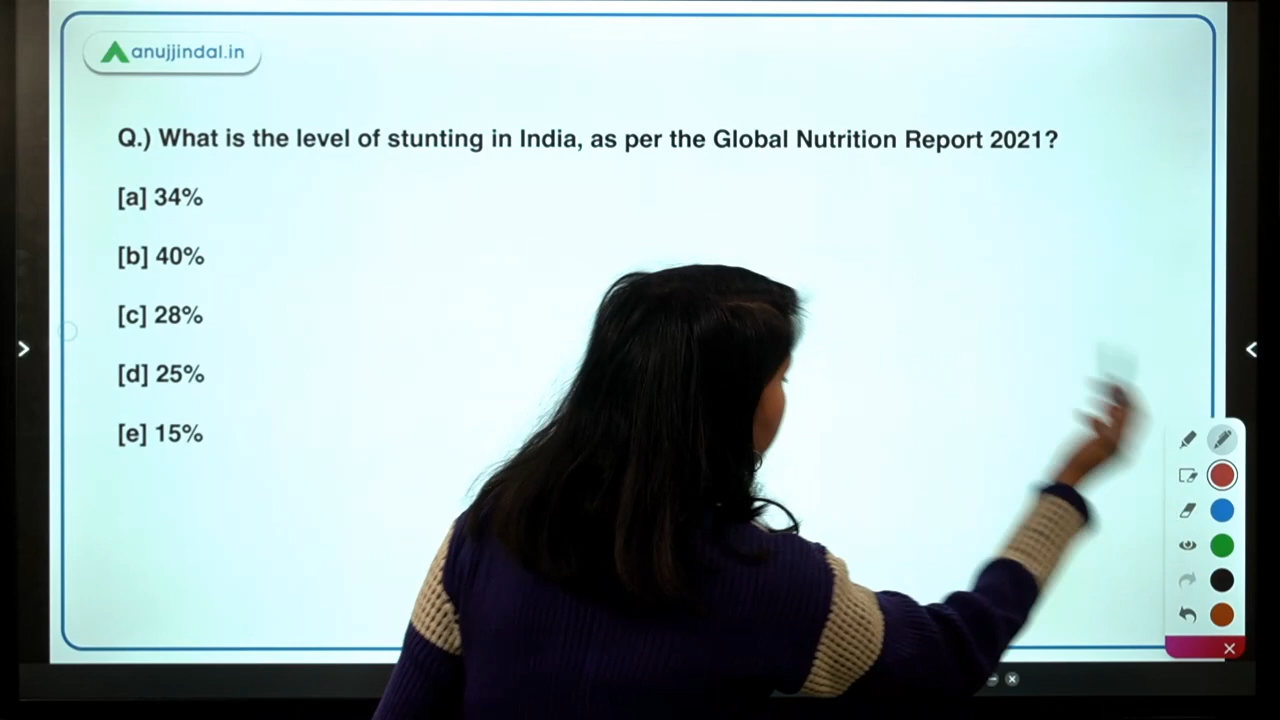 anujjindal.in
Q.) What is the level of stunting in India, as per the Global Nutrition Report 2021?
[a] 34%
[b] 40%
[c] 28%
[d] 25%
[e] 15%